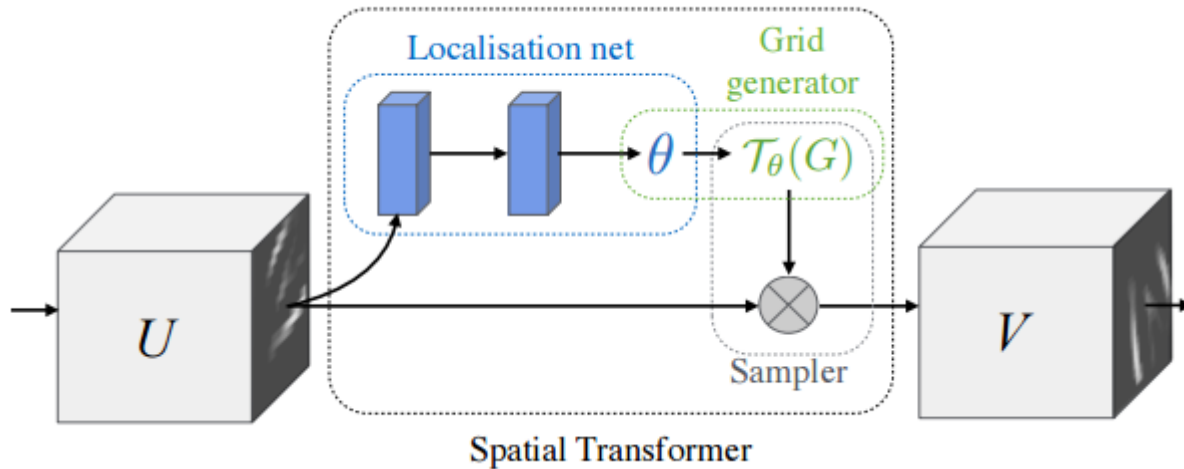 Localisation net
Grid
generator
θ
𝒯θ(G)
U
V
Sampler
Spatial Transformer